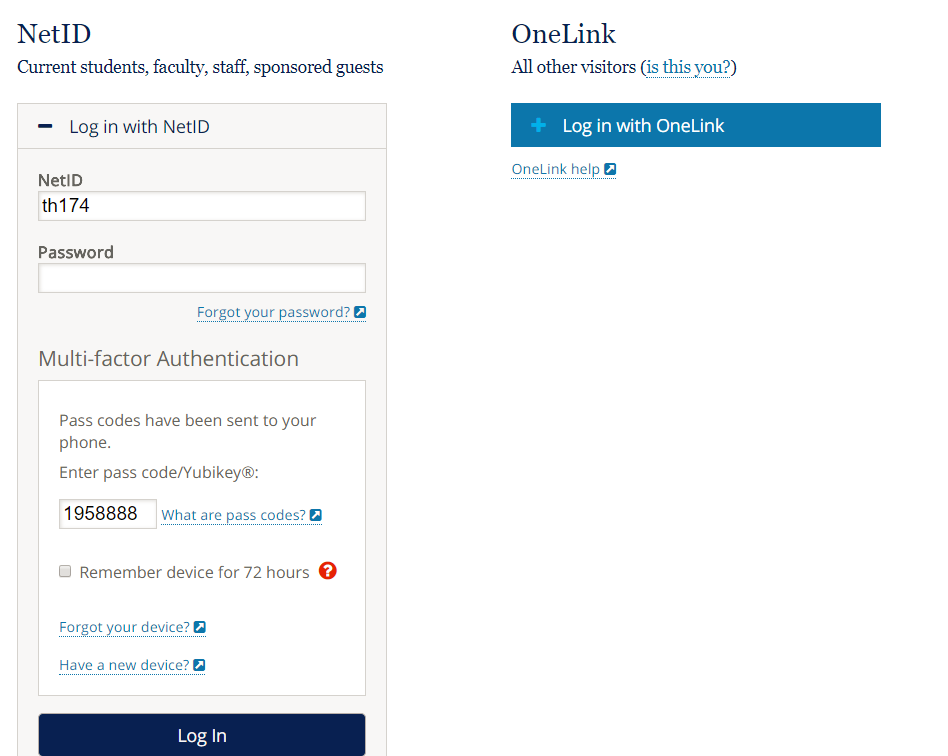 NetID
Current students, faculty, staff, sponsored guests
Log in with NetID
NetID
th174
Password
Forgot your password?
Multi-factor Authentication
Pass codes have been sent to your
phone.
Enter pass code/Yubikey®:
1958888 What are pass codes?
Remember device for 72 hours ?
Forgot your device?
Have a new device?
Log In
OneLink
All other visitors (is this you?)
Log in with OneLink
OneLink help